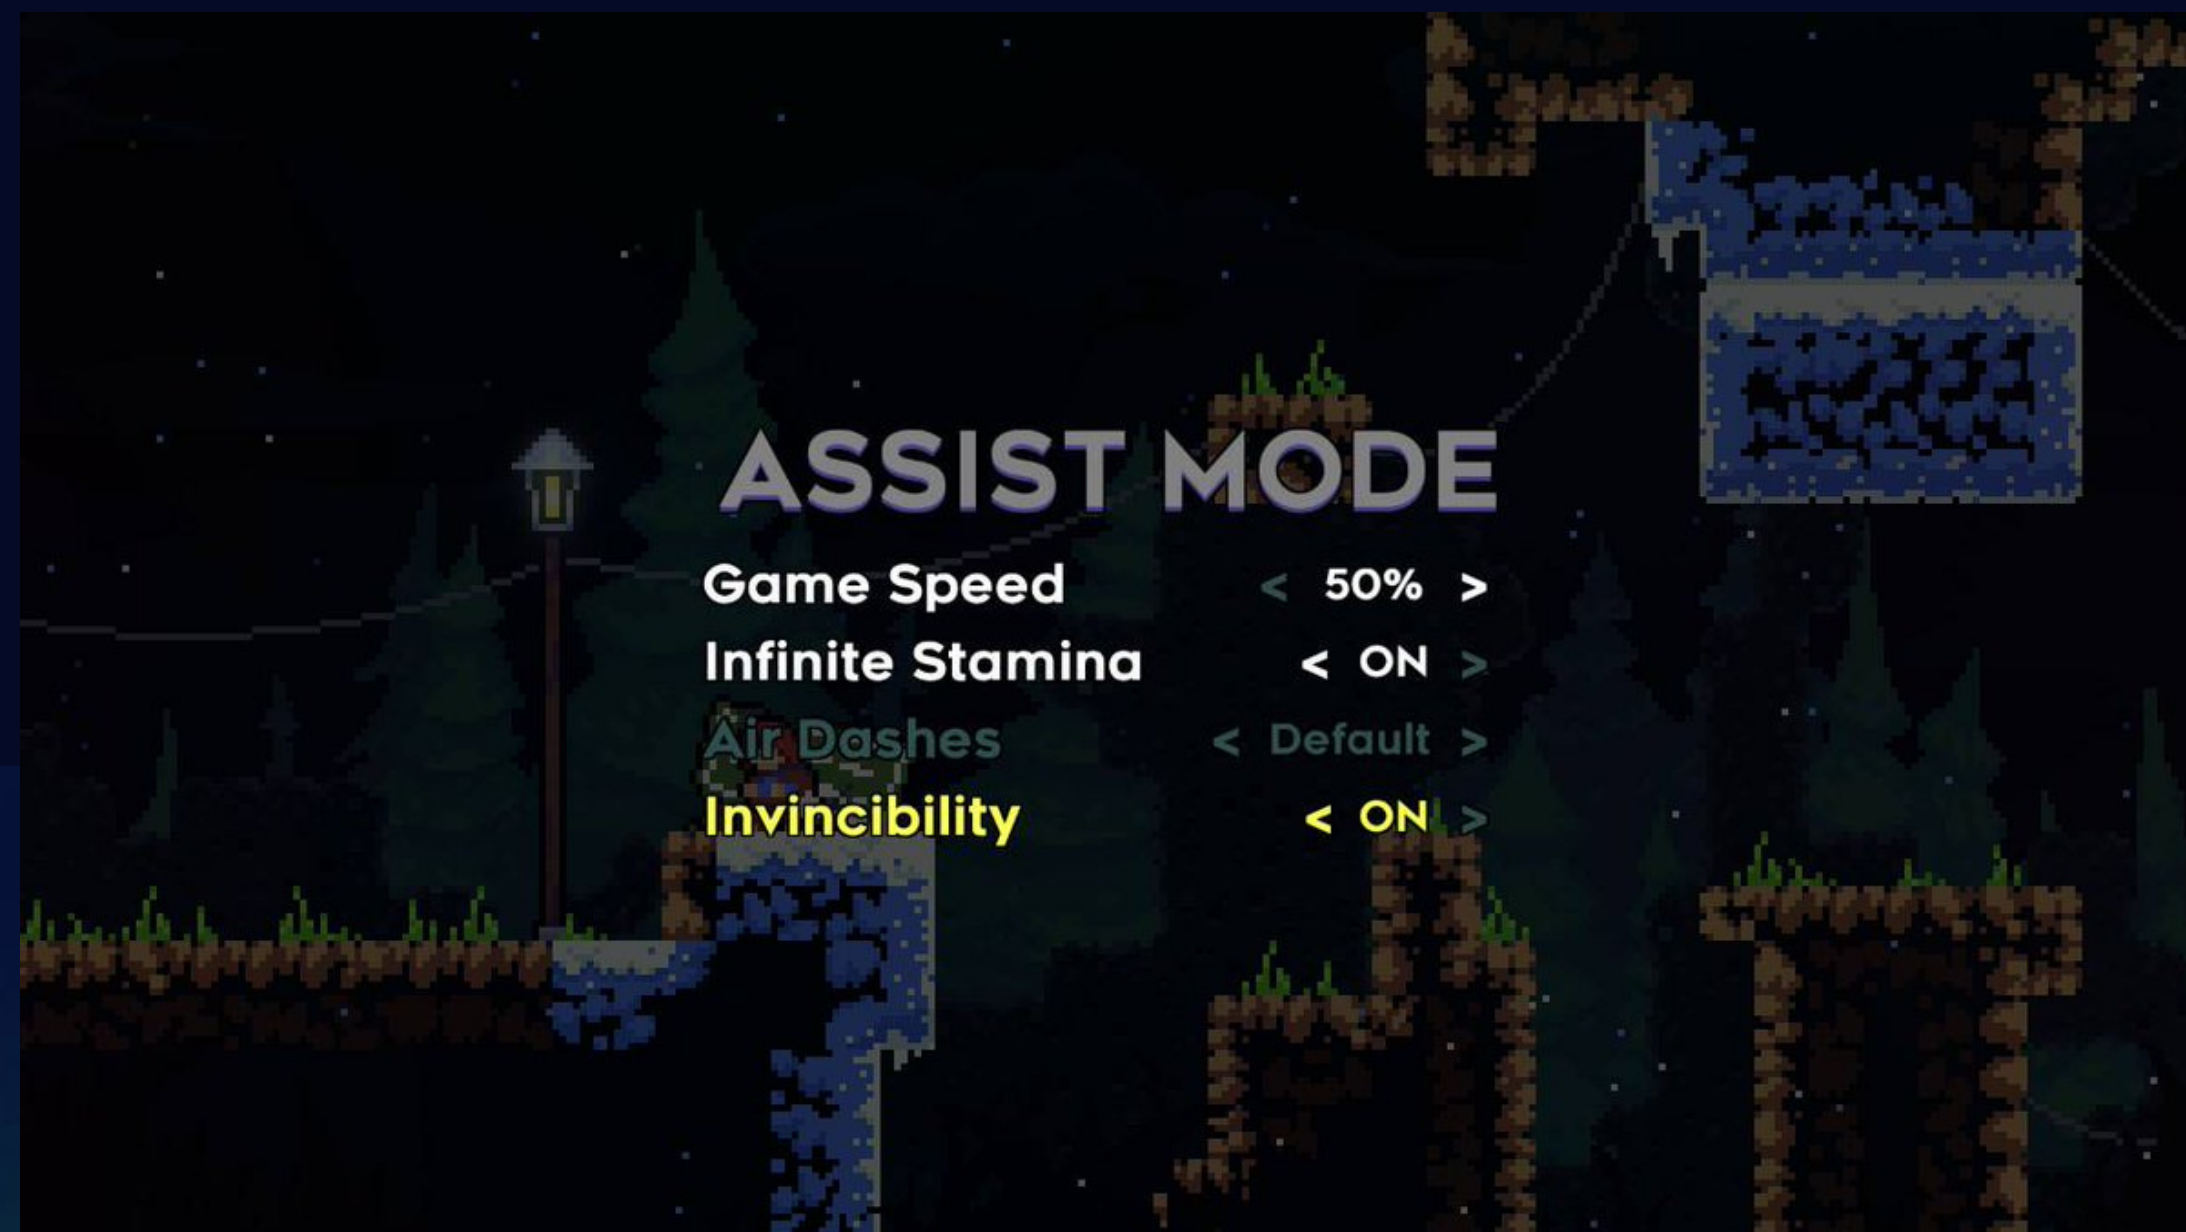 ASSIST MODE
Game Speed < 50% >
Infinite Stamina < ON >
Air Dashes < Default >
Invincibility < ON >